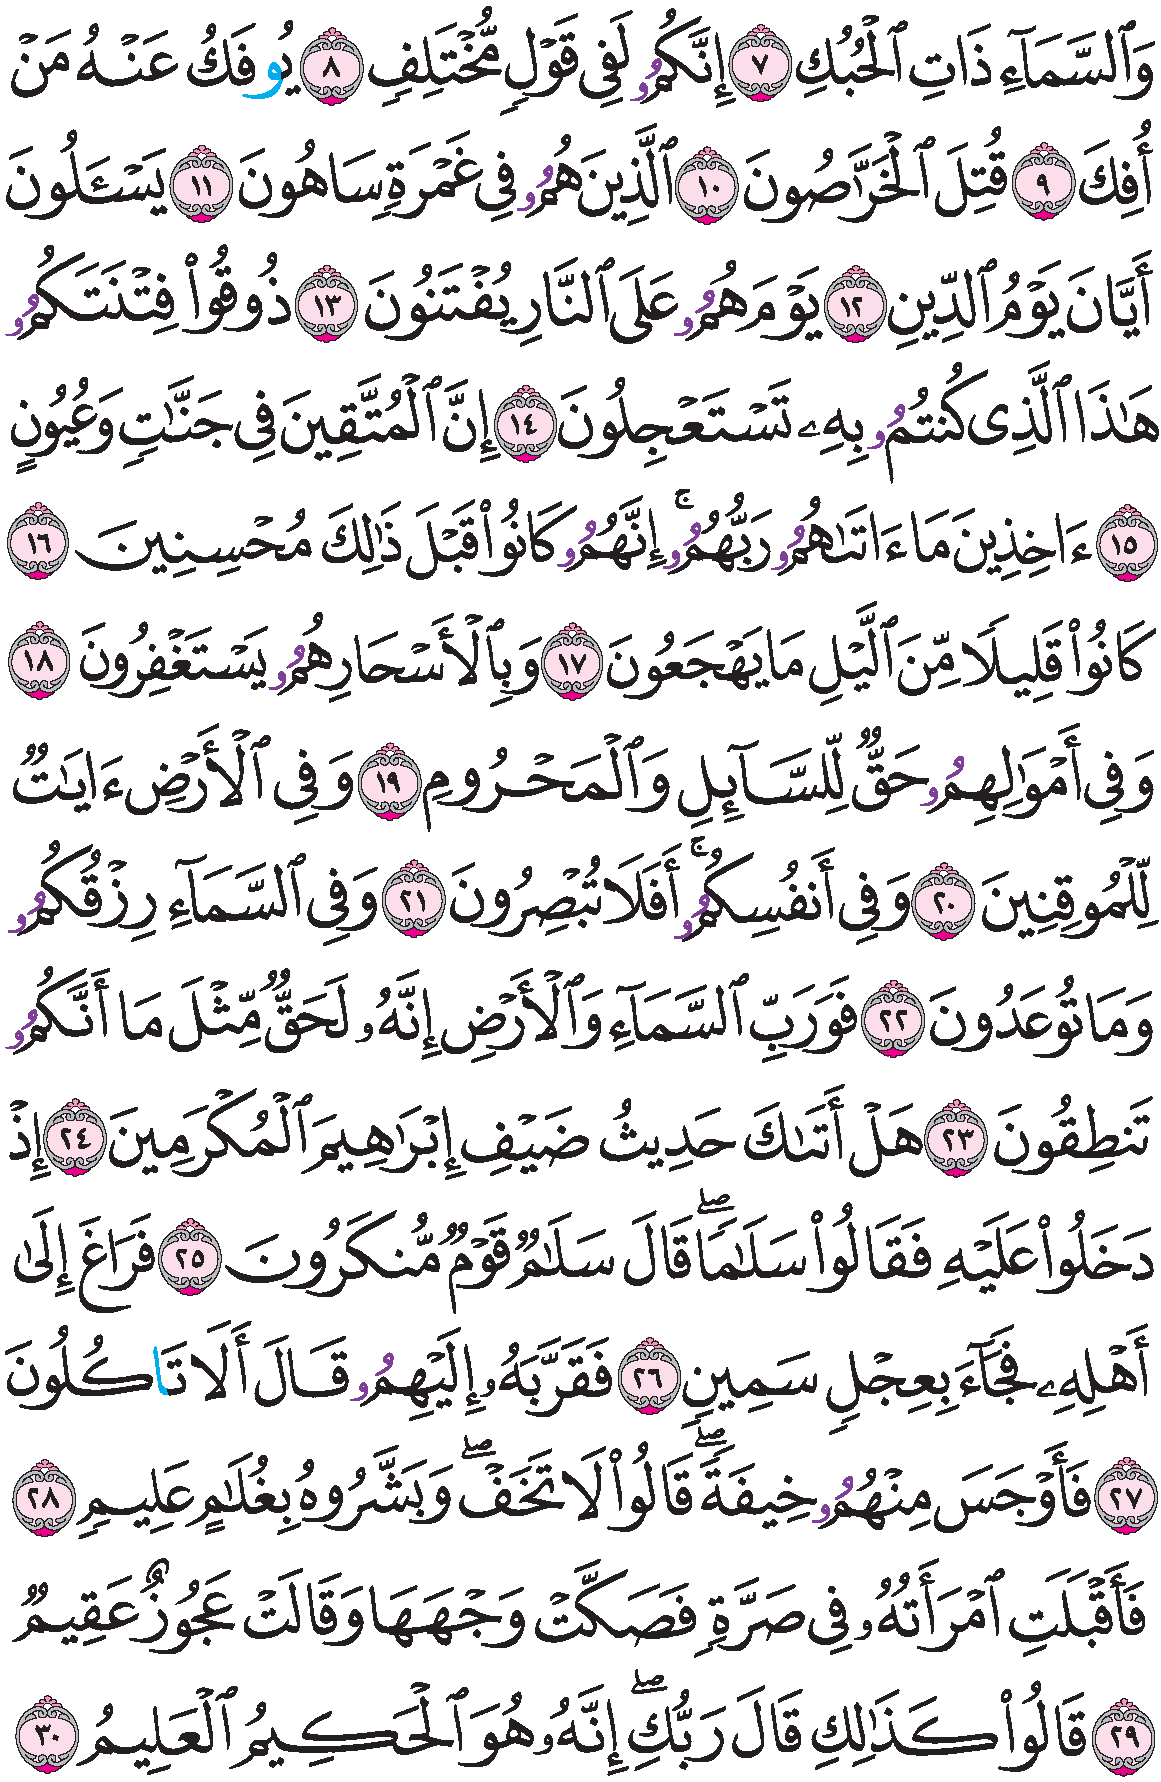 وَٱلسَّمَآءِ ذَاتِ ٱلۡحُبُكِ ٧ إِنَّكُمُۥ لَفِى قَوۡلٖ مُّخۡتَلِفٖ ٨ يُوفَكُ عَنۡهُ مَنۡ
أُفِكَ ٩ قُتِلَ ٱلۡخَرَّٰصُونَ ١٠ ٱلَّذِينَ هُمُۥ فِى غَمۡرَةٖ سَاهُونَ ١١ يَسۡـَٔلُونَ
أَيَّانَ يَوۡمُ ٱلدِّينِ ١٢ يَوۡمَ هُمُۥ عَلَى ٱلنَّارِ يُفۡتَنُونَ ١٣ ذُوقُواْ فِتۡنَتَكُمُۥ
هَٰذَا ٱلَّذِى كُنتُمُۥ بِهِۦ تَسۡتَعۡجِلُونَ ١٤ إِنَّ ٱلۡمُتَّقِينَ فِى جَنَّٰتٖ وَعُيُونٍ
١٥ ءَاخِذِينَ مَا ءَاتَىٰهُمُۥ رَبُّهُمُۥۚ إِنَّهُمُۥ كَانُواْ قَبۡلَ ذَٰلِكَ مُحۡسِنِينَ ١٦
كَانُواْ قَلِيلٗا مِّنَ ٱلَّيۡلِ مَا يَهۡجَعُونَ ١٧ وَبِٱلۡأَسۡحَارِ هُمُۥ يَسۡتَغۡفِرُونَ ١٨
وَفِى أَمۡوَٰلِهِمُۥ حَقّٞ لِّلسَّآئِلِ وَٱلۡمَحۡرُومِ ١٩ وَفِى ٱلۡأَرۡضِ ءَايَٰتٞ
لِّلۡمُوقِنِينَ ٢٠ وَفِى أَنفُسِكُمُۥۚ أَفَلَا تُبۡصِرُونَ ٢١ وَفِى ٱلسَّمَآءِ رِزۡقُكُمُۥ
وَمَا تُوعَدُونَ ٢٢ فَوَرَبِّ ٱلسَّمَآءِ وَٱلۡأَرۡضِ إِنَّهُۥ لَحَقّٞ مِّثۡلَ مَا أَنَّكُمُۥ
تَنطِقُونَ ٢٣ هَلۡ أَتَىٰكَ حَدِيثُ ضَيۡفِ إِبۡرَٰهِيمَ ٱلۡمُكۡرَمِينَ ٢٤ إِذۡ
دَخَلُواْ عَلَيۡهِ فَقَالُواْ سَلَٰمٗاۖ قَالَ سَلَٰمٞ قَوۡمٞ مُّنكَرُونَ ٢٥ فَرَاغَ إِلَىٰ
أَهۡلِهِۦ فَجَآءَ بِعِجۡلٖ سَمِينٖ ٢٦ فَقَرَّبَهُۥ إِلَيۡهِمُۥ قَالَ أَلَا تَاكُلُونَ
٢٧ فَأَوۡجَسَ مِنۡهُمُۥ خِيفَةٗۖ قَالُواْ لَا تَخَفۡۖ وَبَشَّرُوهُ بِغُلَٰمٍ عَلِيمٖ ٢٨
فَأَقۡبَلَتِ ٱمۡرَأَتُهُۥ فِى صَرَّةٖ فَصَكَّتۡ وَجۡهَهَا وَقَالَتۡ عَجُوزٌ عَقِيمٞ
٢٩ قَالُواْ كَذَٰلِكِ قَالَ رَبُّكِۖ إِنَّهُۥ هُوَ ٱلۡحَكِيمُ ٱلۡعَلِيمُ ٣٠